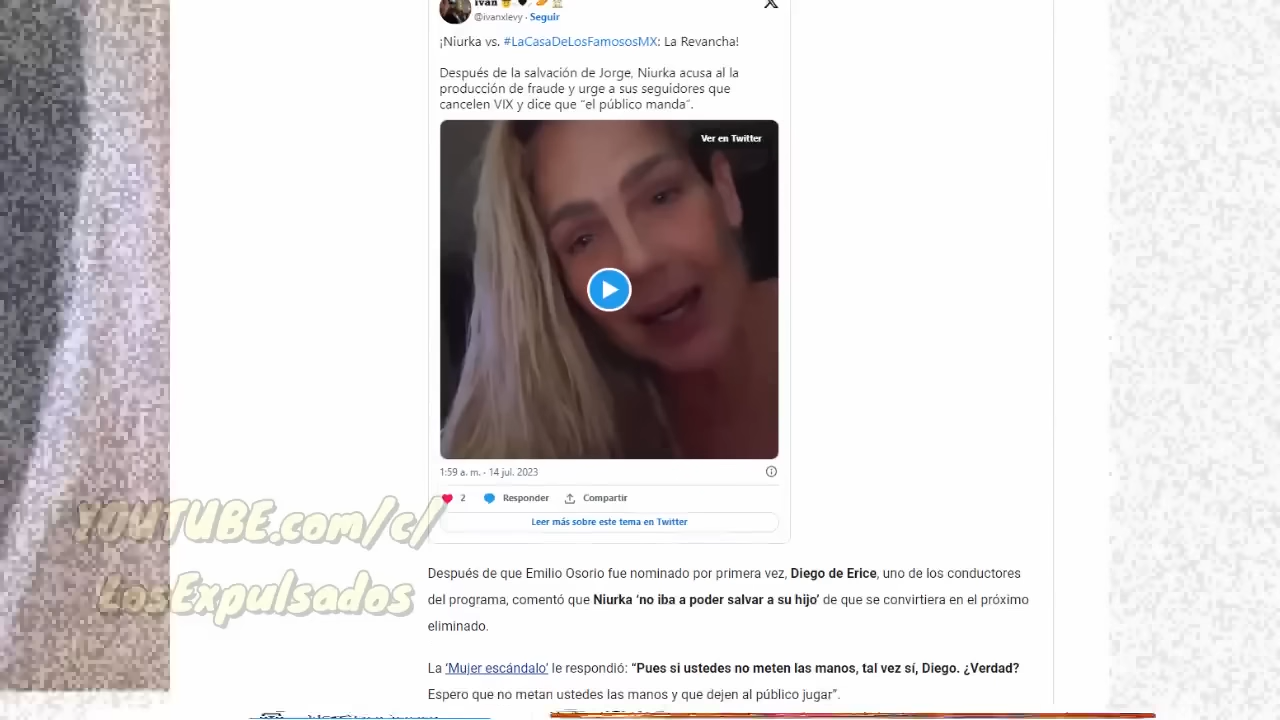 ivan
@ivanxlevy · Seguir
¡Niurka vs. #LaCasaDeLosFamososMX: La Revancha!
Después de la salvación de Jorge, Niurka acusa al la
producción de fraude y urge a sus seguidores que
cancelen VIX y dice que “el público manda”.
Ver en Twitter
1:59 a. m. · 14 jul. 2023
2 Responder Compartir
Leer más sobre este tema en Twitter
YOUTUBE.com/c/
LosExpulsados
Después de que Emilio Osorio fue nominado por primera vez, Diego de Erice, uno de los conductores
del programa, comentó que Niurka ‘no iba a poder salvar a su hijo’ de que se convirtiera en el próximo
eliminado.
La ‘Mujer escándalo’ le respondió: “Pues si ustedes no meten las manos, tal vez sí, Diego. ¿Verdad?
Espero que no metan ustedes las manos y que dejen al público jugar”.